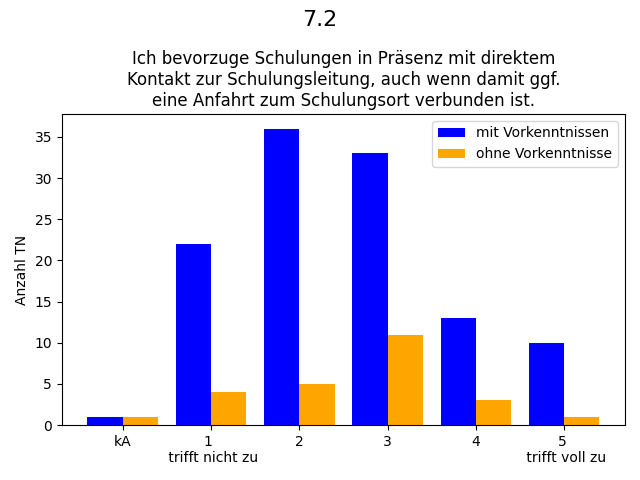 7.2
Ich bevorzuge Schulungen in Präsenz mit direktem
Kontakt zur Schulungsleitung, auch wenn damit ggf.
eine Anfahrt zum Schulungsort verbunden ist.
mit Vorkenntnissen
ohne Vorkenntnisse
Anzahl TN
35
30
25
20
15
10
5
0
kA 1 2 3 4 5
trifft nicht zu trifft voll zu